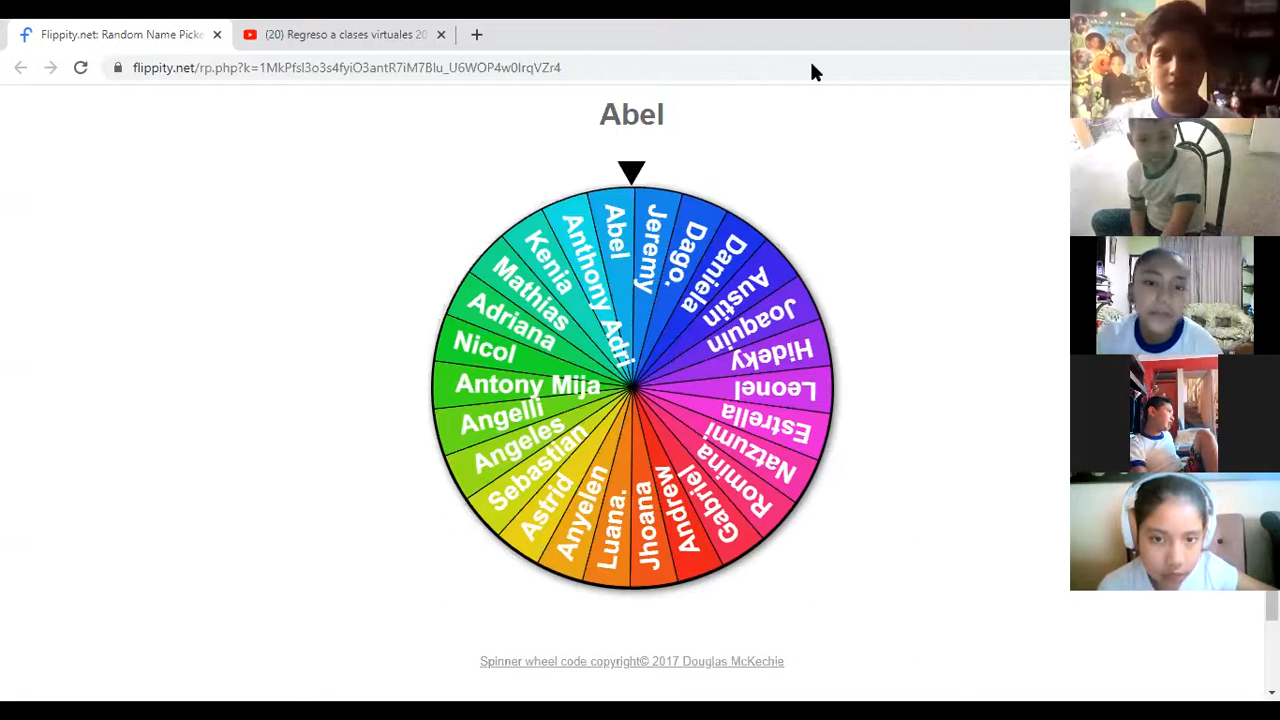 Flippity.net: Random Name Picke
(20) Regreso a clases virtuales 20
flippity.net/rp.php?k=
Abel
Abel
Jeremy
Dago.
Daniela
Austin
Joaquin
Hideky
Leonel
Estrella
Natzumi
Romina
Gabriel
Andrew
Jhoana
Luana.
Anyelen
Astrid
Sebastian
Angeles
Angelli
Antony Mija
Nicol
Adriana
Mathias
Kenia
Anthony Adri
Spinner wheel code copyright© 2017 Douglas McKechie